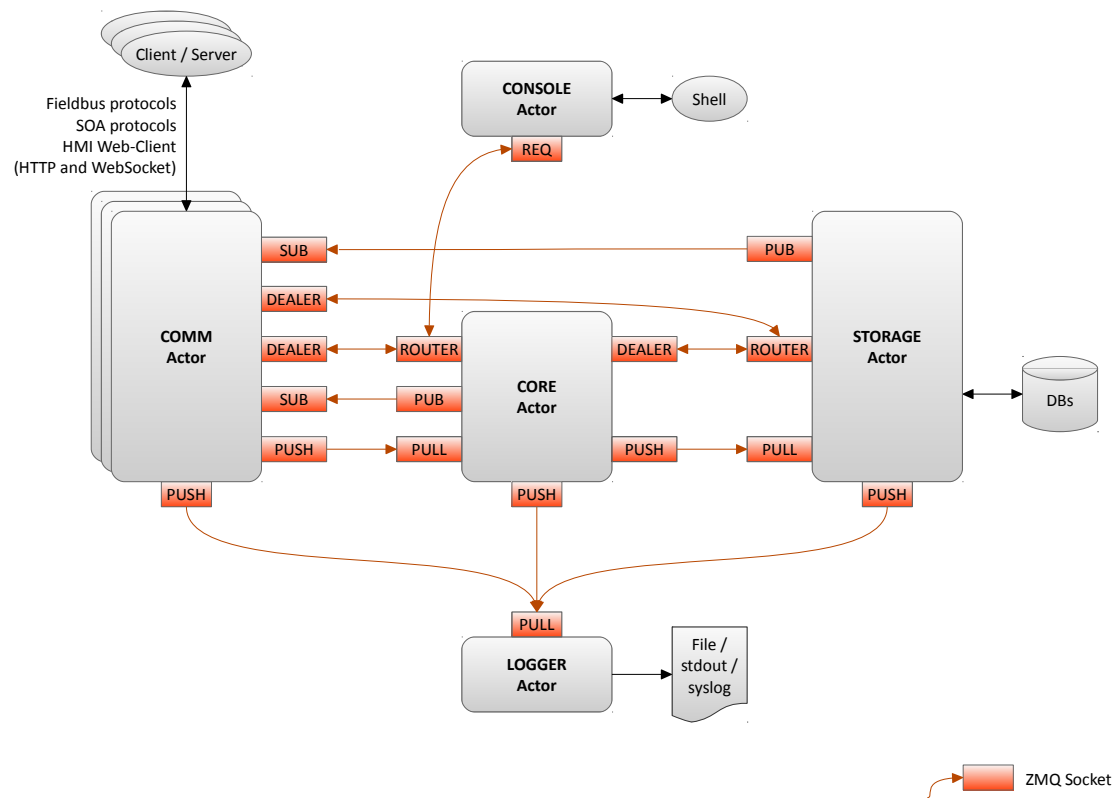 Client / Server
Fieldbus protocols
SOA protocols
HMI Web-Client
(HTTP and WebSocket)
CONSOLE
Actor
Shell
REQ
SUB
PUB
DEALER
COMM
Actor
DEALER
ROUTER
DEALER
ROUTER
STORAGE
Actor
CORE
Actor
SUB
PUB
DBs
PUSH
PULL
PUSH
PULL
PUSH
PUSH
PUSH
PULL
LOGGER
Actor
File /
stdout /
syslog
ZMQ Socket